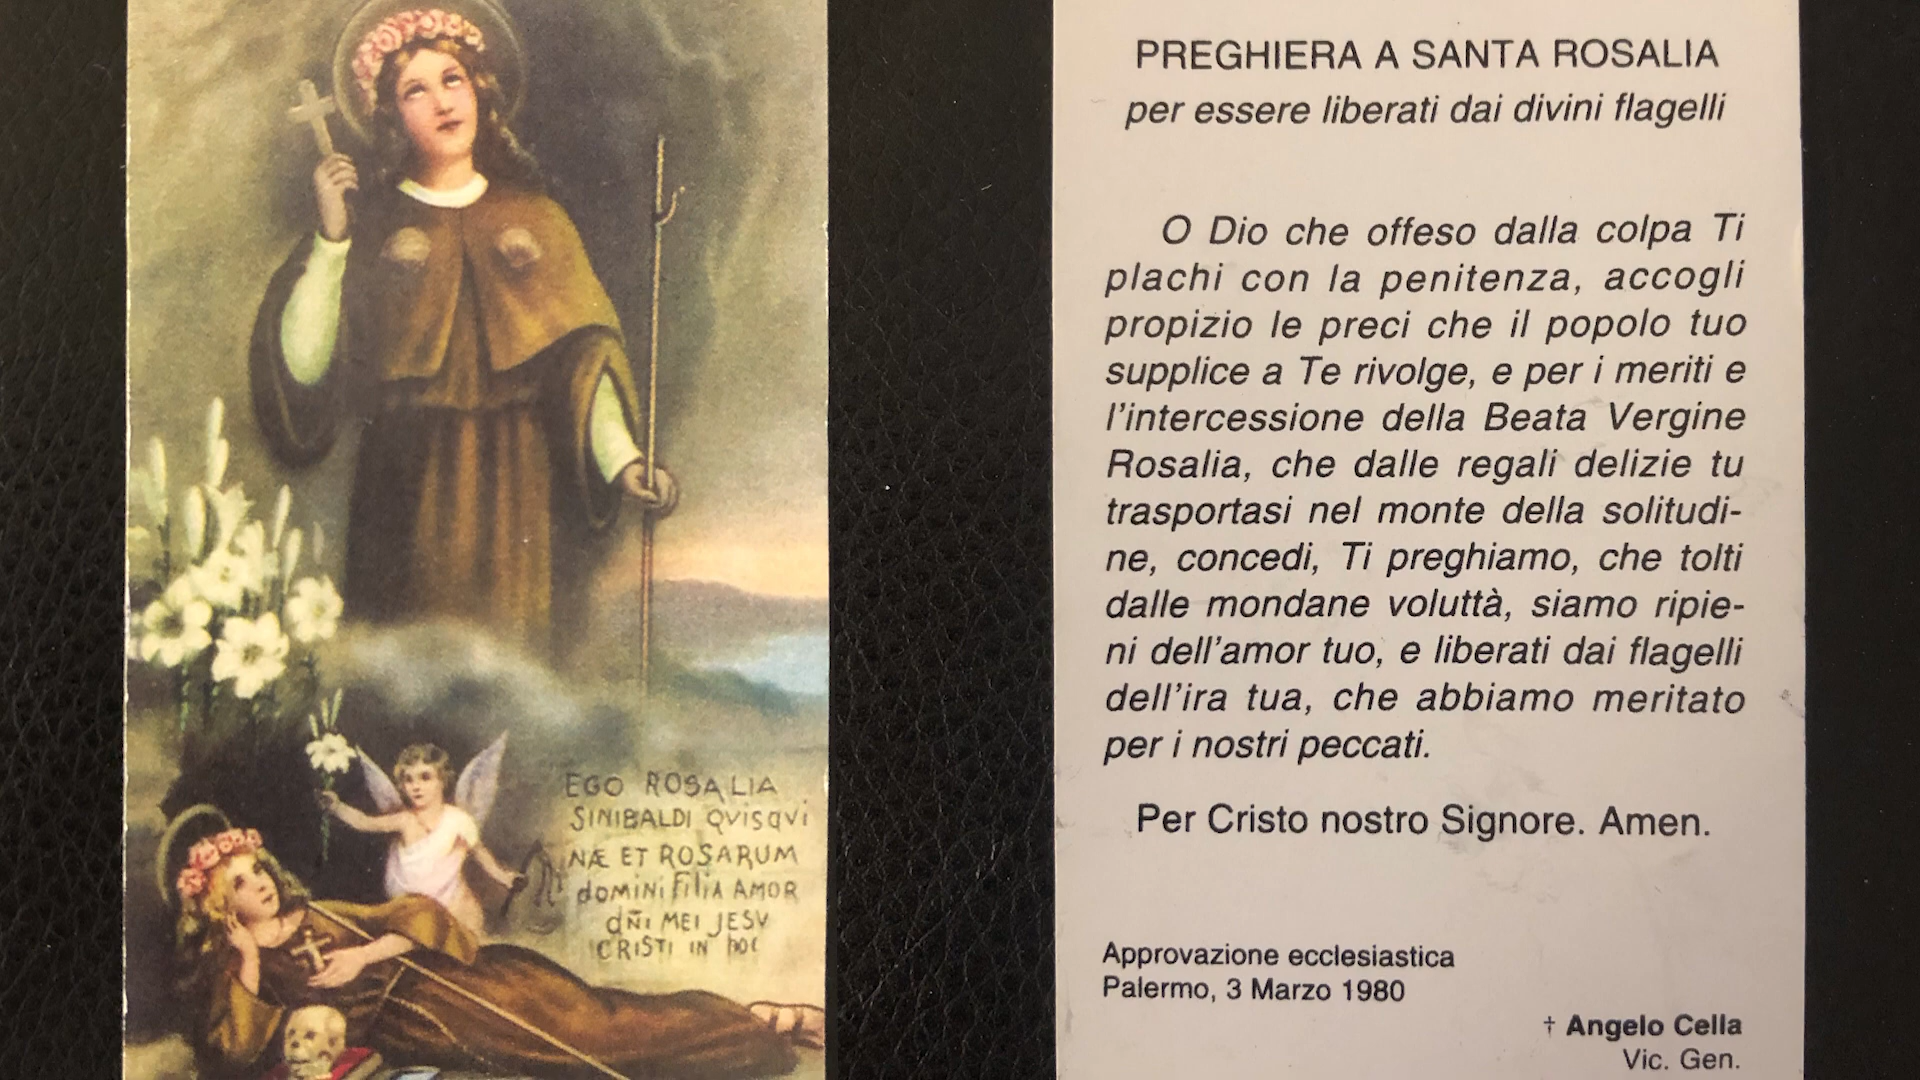 EGO ROSALIA
SINIBALDI QVISQVI
NÆ ET ROSARUM
dOMINI FILIA AMOR
dÑI MEI JESV
CRISTI IN hOC
PREGHIERA A SANTA ROSALIA
per essere liberati dai divini flagelli
O Dio che offeso dalla colpa Ti
plachi con la penitenza, accogli
propizio le preci che il popolo tuo
supplice a Te rivolge, e per i meriti e
l'intercessione della Beata Vergine
Rosalia, che dalle regali delizie tu
trasportasi nel monte della solitudi-
ne, concedi, Ti preghiamo, che tolti
dalle mondane voluttà, siamo ripie-
ni dell'amor tuo, e liberati dai flagelli
dell'ira tua, che abbiamo meritato
per i nostri peccati.
Per Cristo nostro Signore. Amen.
Approvazione ecclesiastica
Palermo, 3 Marzo 1980
† Angelo Cella
Vic. Gen.